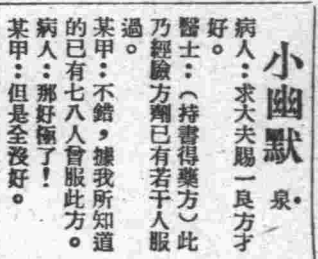 小幽默
泉.
病人：求大夫賜一良方才
好。
醫士：（持書得藥方）此
乃經驗方劑已有若干人服
過。
某甲：不錯，據我所知道
的已有七八人曾服此方。
病人：那好極了！
某甲：但是全沒好。